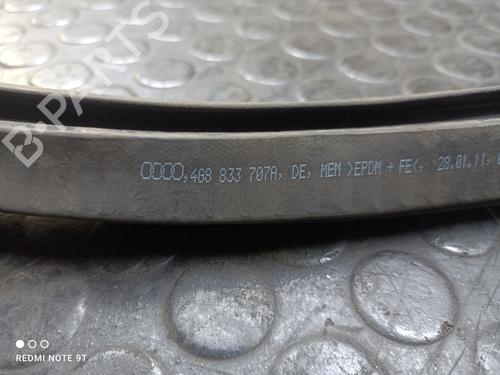 B-PARTS
4G8 833 707A, DE, MEM >EPDM + FE<, 28.01.11,
REDMI NOTE 9T